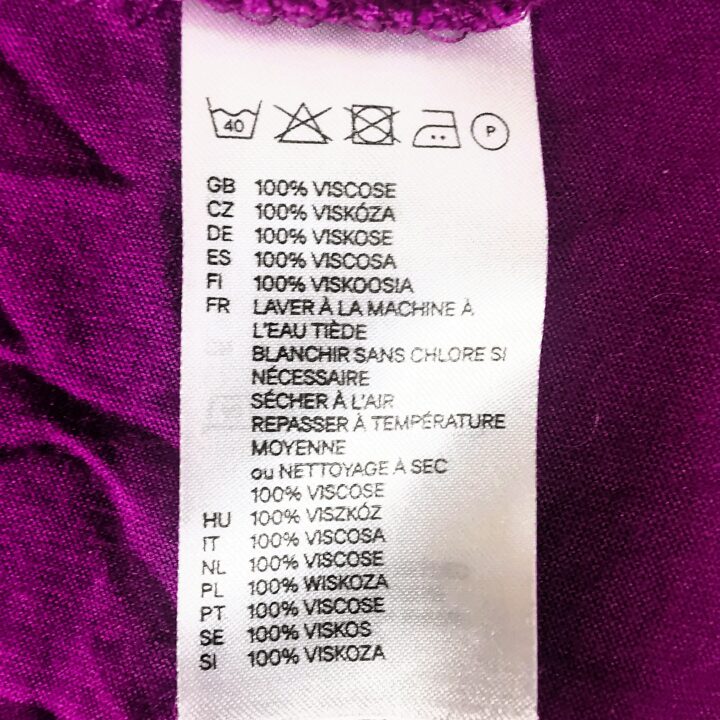 40 P
GB 100% VISCOSE
CZ 100% VISKÓZA
DE 100% VISKOSE
ES 100% VISCOSA
FI 100% VISKOOSIA
FR LAVER À LA MACHINE À
L'EAU TIÈDE
BLANCHIR SANS CHLORE SI
NÉCESSAIRE
SÉCHER À L'AIR
REPASSER À TEMPÉRATURE
MOYENNE
ou NETTOYAGE À SEC
100% VISCOSE
HU 100% VISZKÓZ
IT 100% VISCOSA
NL 100% VISCOSE
PL 100% WISKOZA
PT 100% VISCOSE
SE 100% VISKOS
SI 100% VISKOZA